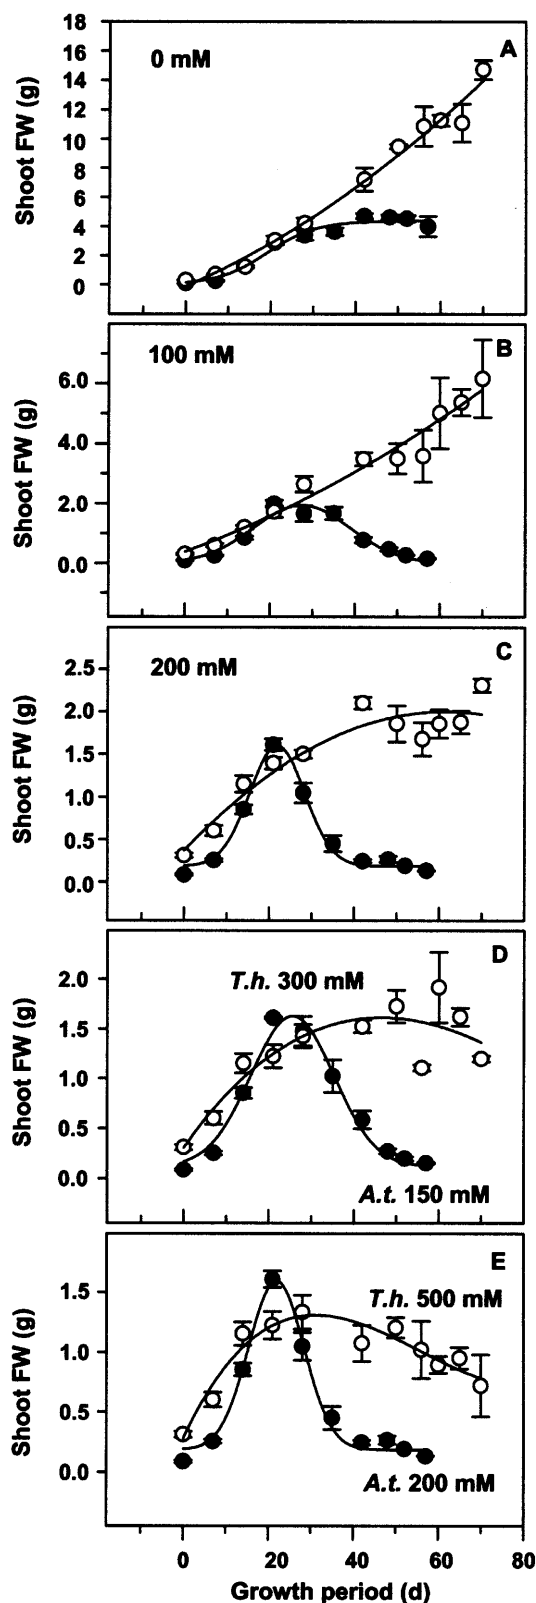 18
16
14
12
10
8
6
4
2
0
Shoot FW (g)
0 mM
A
6.0
4.0
2.0
0.0
Shoot FW (g)
100 mM
B
2.5
2.0
1.5
1.0
0.5
0.0
Shoot FW (g)
200 mM
C
2.0
1.5
1.0
0.5
0.0
Shoot FW (g)
D
T.h. 300 mM
A.t. 150 mM
1.5
1.0
0.5
0.0
Shoot FW (g)
E
T.h. 500 mM
A.t. 200 mM
0 20 40 60 80
Growth period (d)